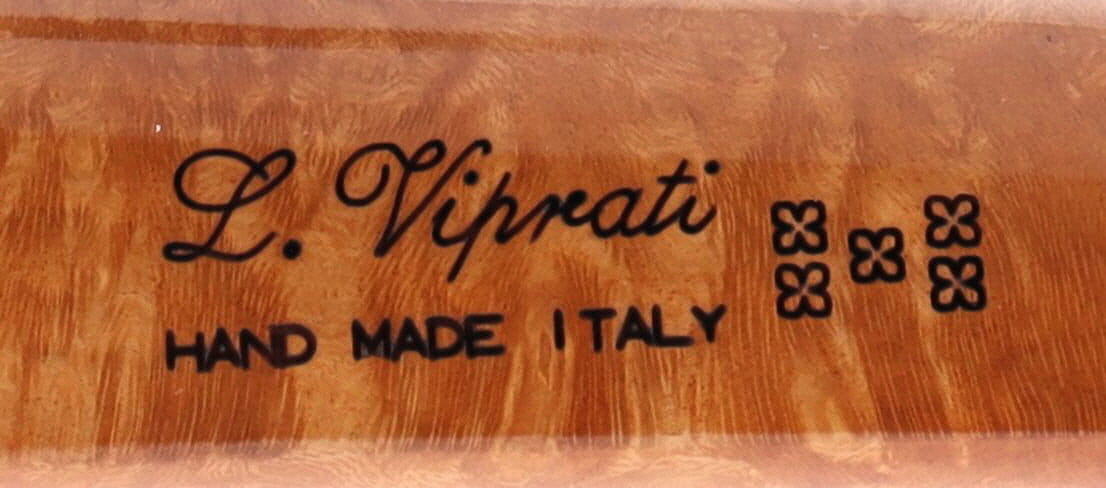 L. Viprati
HAND MADE ITALY